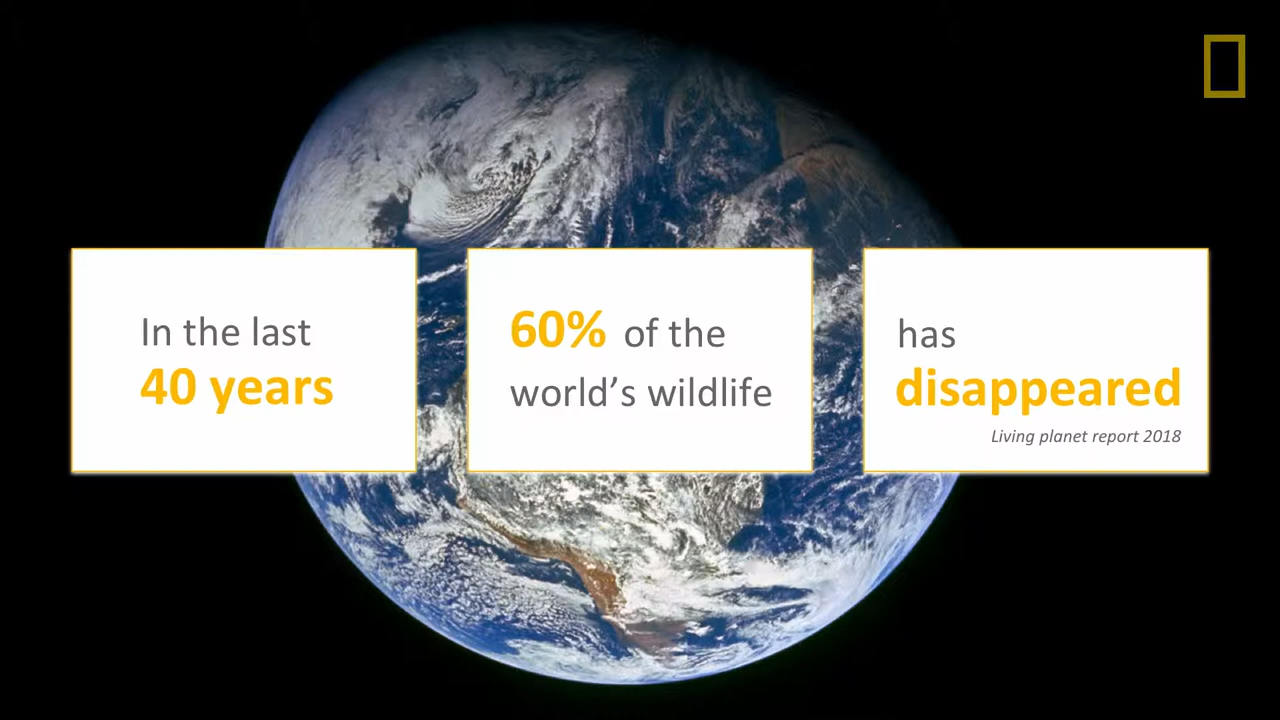 In the last
40 years
60% of the
world’s wildlife
has
disappeared
Living planet report 2018